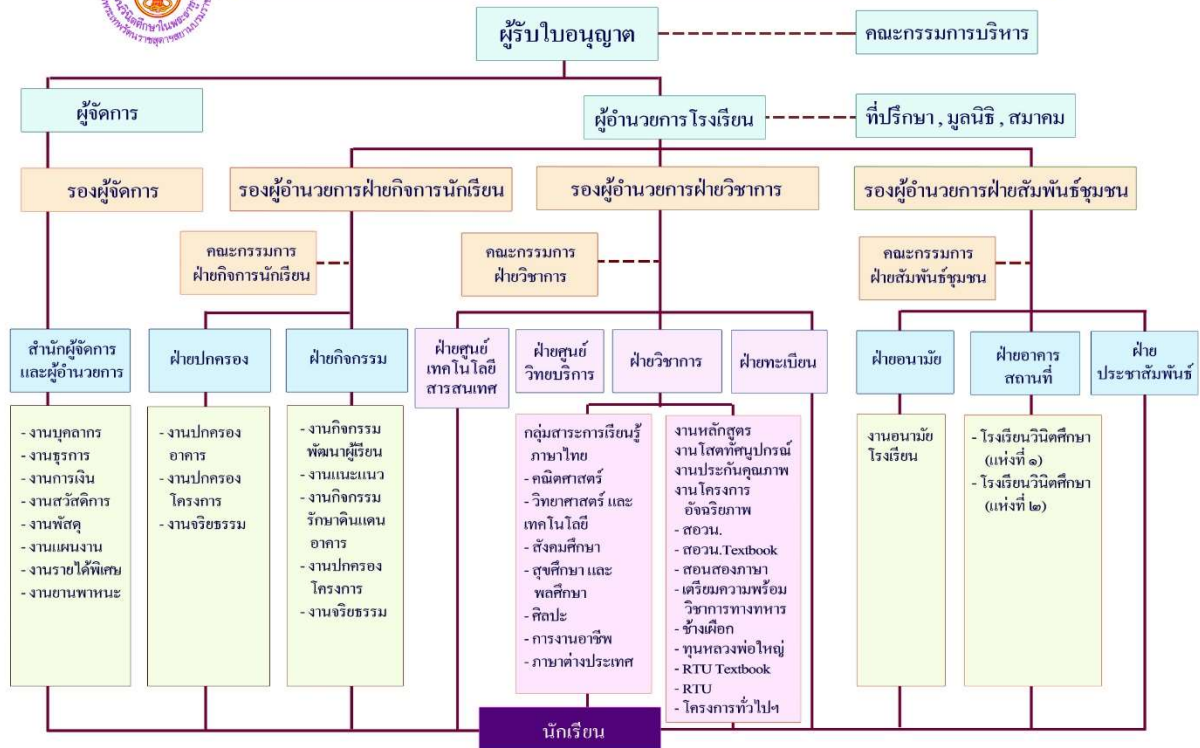 ผู้รับใบอนุญาต
คณะกรรมการบริหาร
ผู้จัดการ
ผู้อำนวยการโรงเรียน
ที่ปรึกษา , มูลนิธิ , สมาคม
รองผู้จัดการ
รองผู้อำนวยการฝ่ายกิจการนักเรียน
รองผู้อำนวยการฝ่ายวิชาการ
รองผู้อำนวยการฝ่ายสัมพันธ์ชุมชน
คณะกรรมการ
ฝ่ายกิจการนักเรียน
คณะกรรมการ
ฝ่ายวิชาการ
คณะกรรมการ
ฝ่ายสัมพันธ์ชุมชน
สำนักผู้จัดการ
และผู้อำนวยการ
ฝ่ายปกครอง
ฝ่ายกิจกรรม
ฝ่ายศูนย์
เทคโนโลยี
สารสนเทศ
ฝ่ายศูนย์
วิทยบริการ
ฝ่ายวิชาการ
ฝ่ายทะเบียน
ฝ่ายอนามัย
ฝ่ายอาคาร
สถานที่
ฝ่าย
ประชาสัมพันธ์
- งานบุคลากร
- งานธุรการ
- งานการเงิน
- งานสวัสดิการ
- งานพัสดุ
- งานแผนงาน
- งานรายได้พิเศษ
- งานยานพาหนะ
- งานปกครอง
อาคาร
- งานปกครอง
โครงการ
- งานจริยธรรม
- งานกิจกรรม
พัฒนาผู้เรียน
- งานแนะแนว
- งานกิจกรรม
รักษาดินแดน
อาคาร
- งานปกครอง
โครงการ
- งานจริยธรรม
กลุ่มสาระการเรียนรู้
ภาษาไทย
- คณิตศาสตร์
- วิทยาศาสตร์ และ
เทคโนโลยี
- สังคมศึกษา
- สุขศึกษา และ
พลศึกษา
- ศิลปะ
- การงานอาชีพ
- ภาษาต่างประเทศ
งานหลักสูตร
งานโสตทัศนูปกรณ์
งานประกันคุณภาพ
งานโครงการ
อัจฉริยภาพ
- สอวน.
- สอวน.Textbook
- สอนสองภาษา
- เตรียมความพร้อม
วิชาการทางทหาร
- ช้างเผือก
- ทุนหลวงพ่อใหญ่
- RTU Textbook
- RTU
- โครงการทั่วไปฯ
งานอนามัย
โรงเรียน
- โรงเรียนวินิตศึกษา
(แห่งที่ ๑)
- โรงเรียนวินิตศึกษา
(แห่งที่ ๒)
นักเรียน